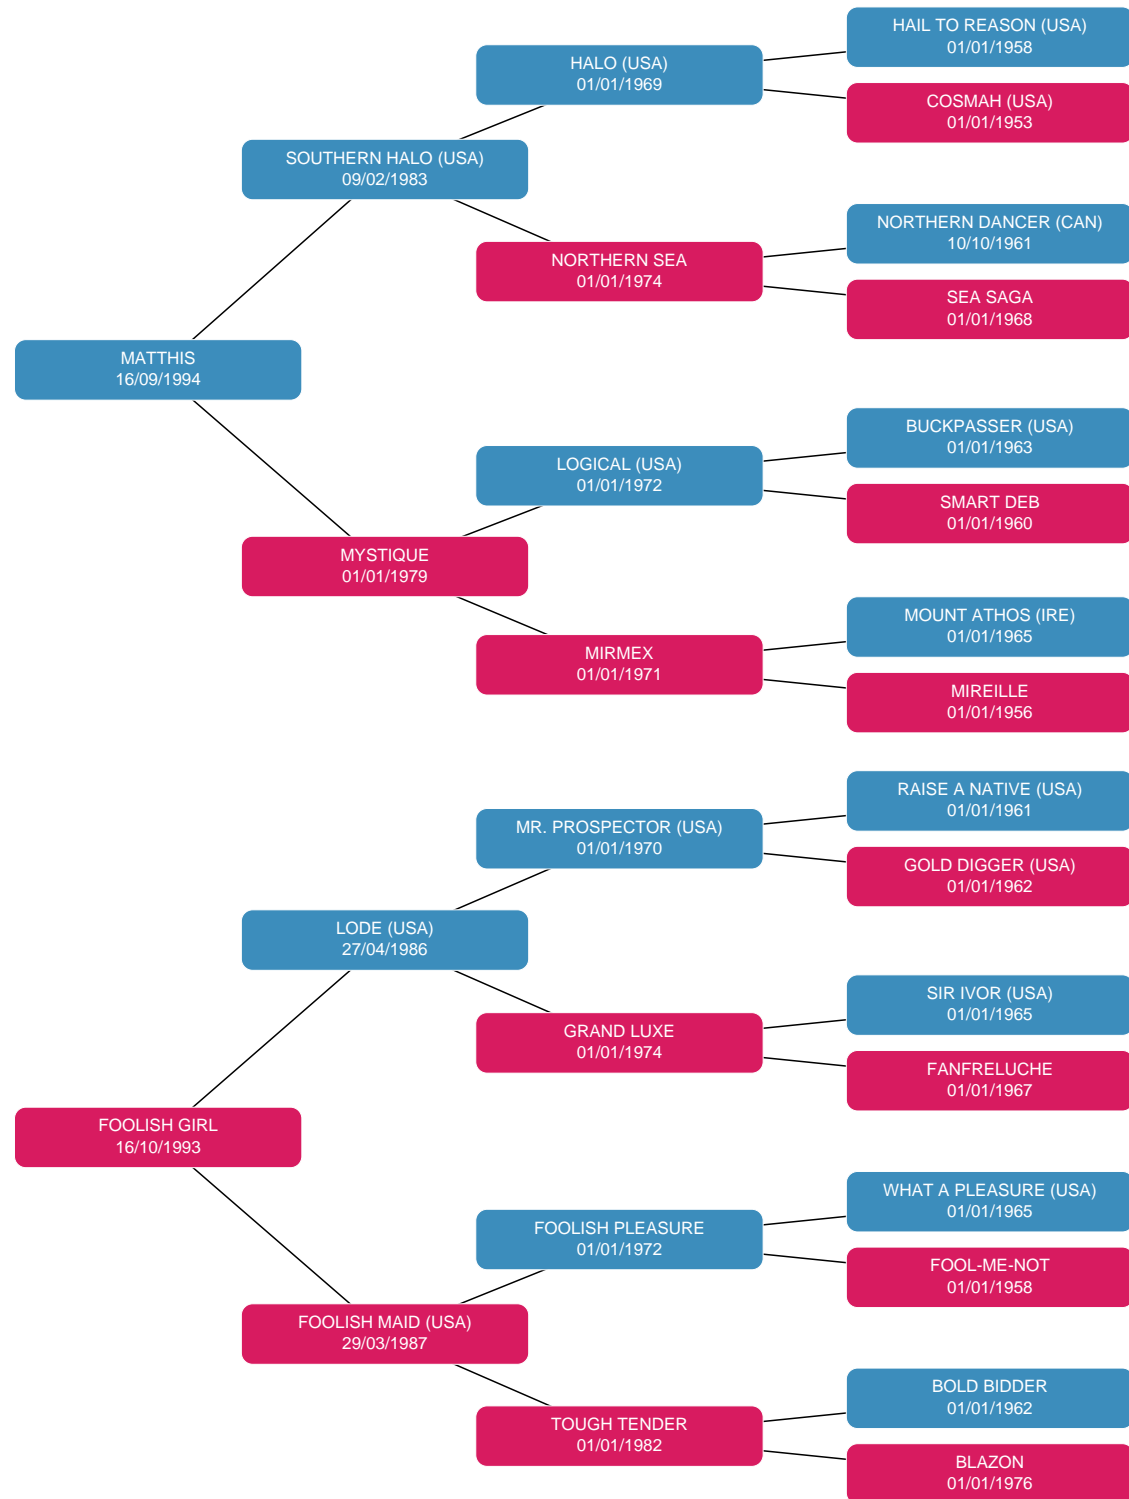 HAIL TO REASON (USA)
01/01/1958
HALO (USA)
01/01/1969
COSMAH (USA)
01/01/1953
SOUTHERN HALO (USA)
09/02/1983
NORTHERN DANCER (CAN)
10/10/1961
NORTHERN SEA
01/01/1974
SEA SAGA
01/01/1968
MATTHIS
16/09/1994
BUCKPASSER (USA)
01/01/1963
LOGICAL (USA)
01/01/1972
SMART DEB
01/01/1960
MYSTIQUE
01/01/1979
MOUNT ATHOS (IRE)
01/01/1965
MIRMEX
01/01/1971
MIREILLE
01/01/1956
RAISE A NATIVE (USA)
01/01/1961
MR. PROSPECTOR (USA)
01/01/1970
GOLD DIGGER (USA)
01/01/1962
LODE (USA)
27/04/1986
SIR IVOR (USA)
01/01/1965
GRAND LUXE
01/01/1974
FANFRELUCHE
01/01/1967
FOOLISH GIRL
16/10/1993
WHAT A PLEASURE (USA)
01/01/1965
FOOLISH PLEASURE
01/01/1972
FOOL-ME-NOT
01/01/1958
FOOLISH MAID (USA)
29/03/1987
BOLD BIDDER
01/01/1962
TOUGH TENDER
01/01/1982
BLAZON
01/01/1976